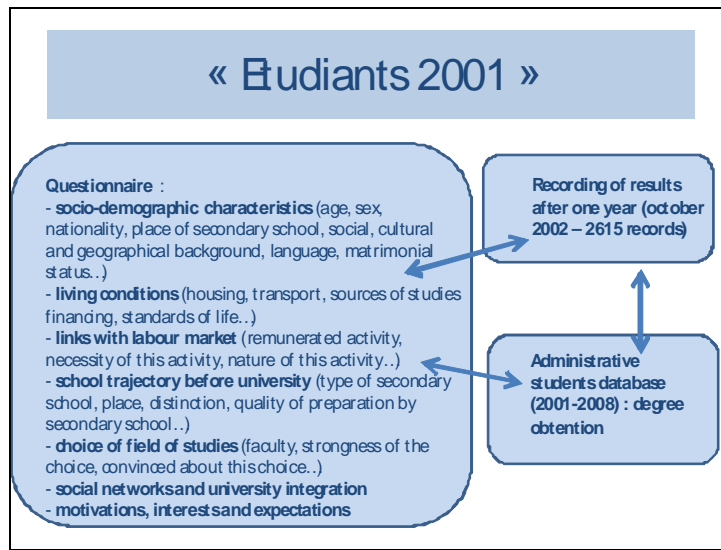 « Etudiants 2001 »
Questionnaire :
- socio-demographic characteristics (age, sex,
nationality, place of secondary school, social, cultural
and geographical background, language, matrimonial
status…)
- living conditions (housing, transport, sources of studies
financing, standards of life…)
- links with labour market (remunerated activity,
necessity of this activity, nature of this activity…)
- school trajectory before university (type of secondary
school, place, distinction, quality of preparation by
secondary school…)
- choice of field of studies (faculty, strongness of the
choice, convinced about this choice…)
- social networks and university integration
- motivations, interests and expectations
Recording of results
after one year (october
2002 – 2615 records)
Administrative
students database
(2001-2008) : degree
obtention